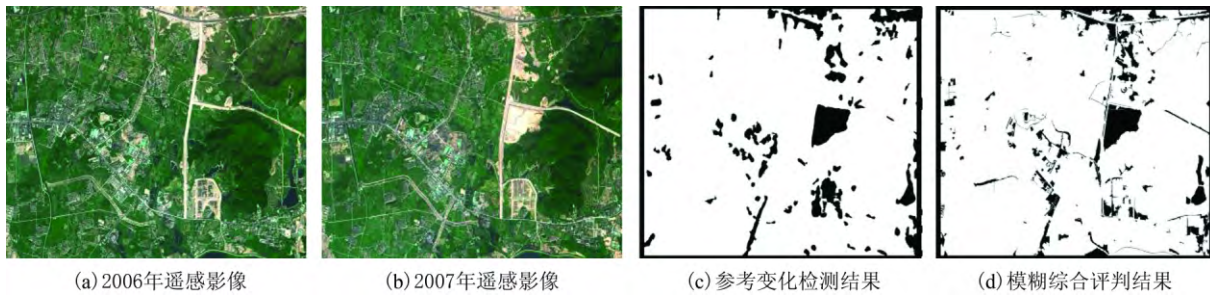 (a) 2006年遥感影像
(b) 2007年遥感影像
(c) 参考变化检测结果
(d) 模糊综合评判结果